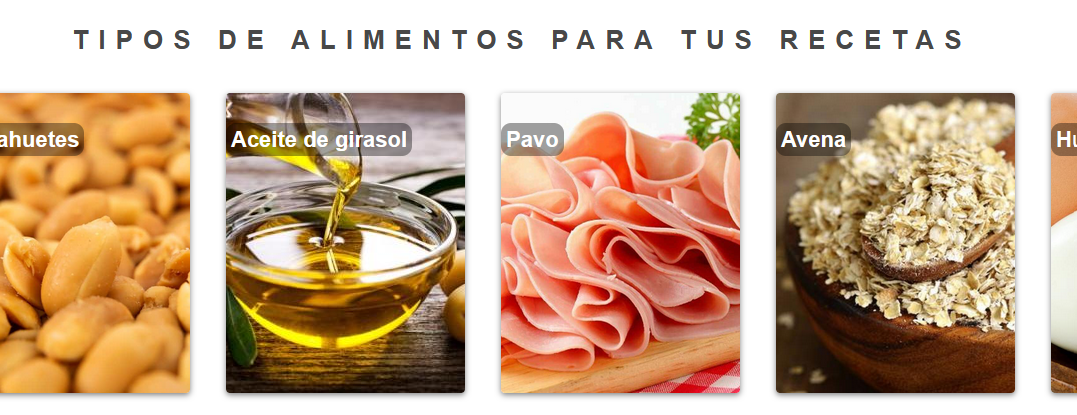 TIPOS DE ALIMENTOS PARA TUS RECETAS
ahuetes
Aceite de girasol
Pavo
Avena
Hu